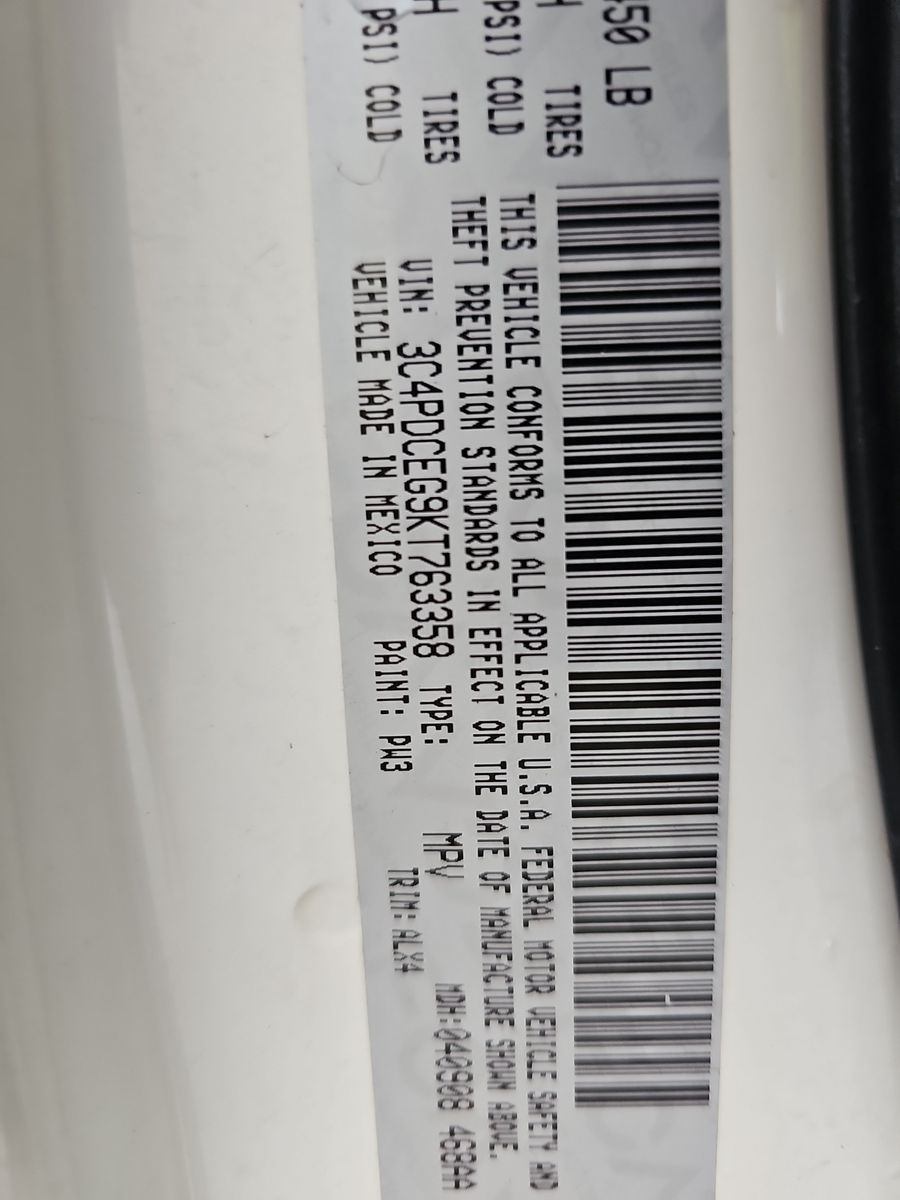 450 LB
H TIRES
PSI) COLD
H TIRES
PSI) COLD
THIS VEHICLE CONFORMS TO ALL APPLICABLE U.S.A. FEDERAL MOTOR VEHICLE SAFETY AND
THEFT PREVENTION STANDARDS IN EFFECT ON THE DATE OF MANUFACTURE SHOWN ABOVE.
VIN: 3C4PDCEG9KT763358 TYPE: MPV MDH:040908 468AA
VEHICLE MADE IN MEXICO PAINT: PW3 TRIM:ALX4